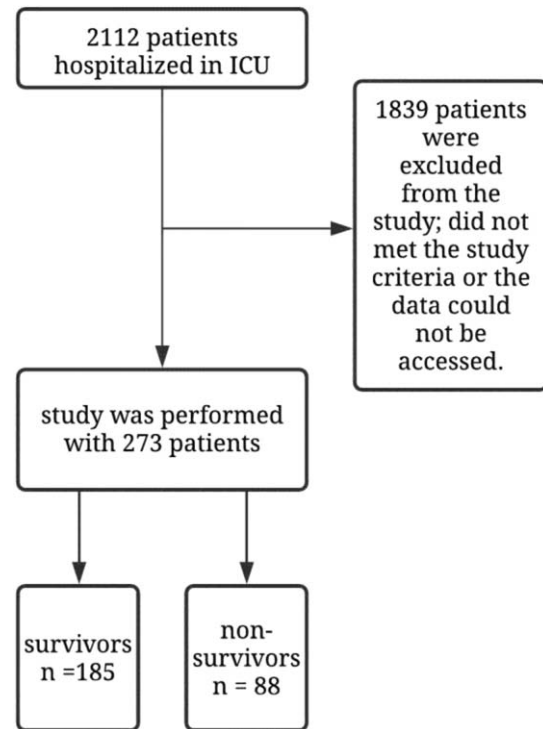 2112 patients
hospitalized in ICU
1839 patients
were
excluded
from the
study; did not
met the study
criteria or the
data could
not be
accessed.
study was performed
with 273 patients
survivors
n =185
non-
survivors
n = 88